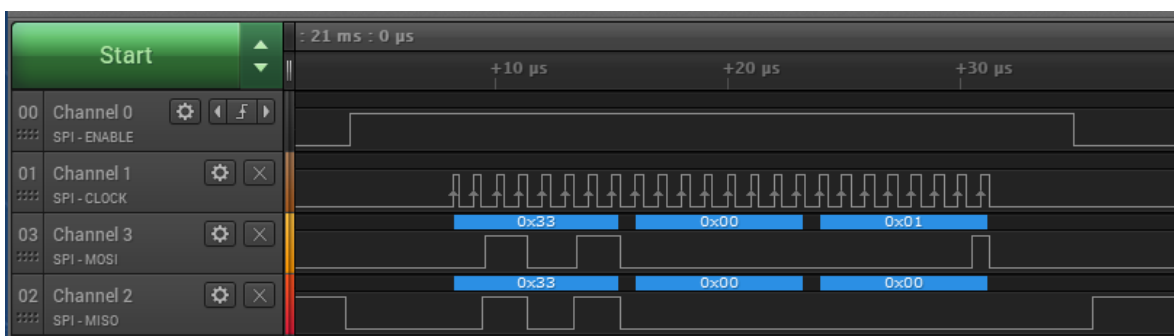 Start
: 21 ms : 0 µs
+10 µs
+20 µs
+30 µs
00 Channel 0
SPI - ENABLE
01 Channel 1
SPI - CLOCK
0x33 0x00 0x01
03 Channel 3
SPI - MOSI
0x33 0x00 0x00
02 Channel 2
SPI - MISO